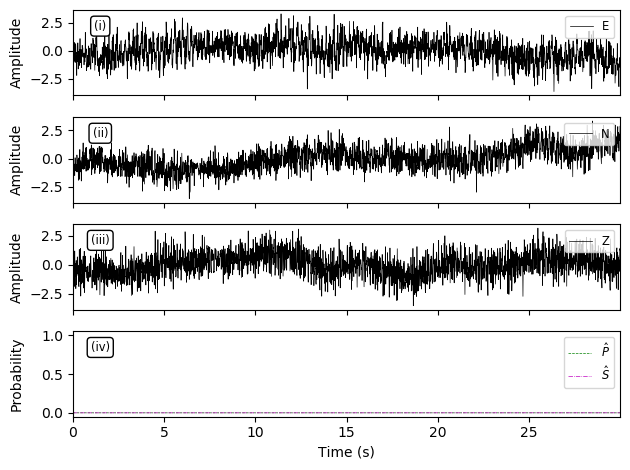 Amplitude
2.5
0.0
−2.5
(i)
E
Amplitude
2.5
0.0
−2.5
(ii)
N
Amplitude
2.5
0.0
−2.5
(iii)
Z
Probability
1.0
0.5
0.0
(iv)
P̂
Ŝ
0 5 10 15 20 25
Time (s)